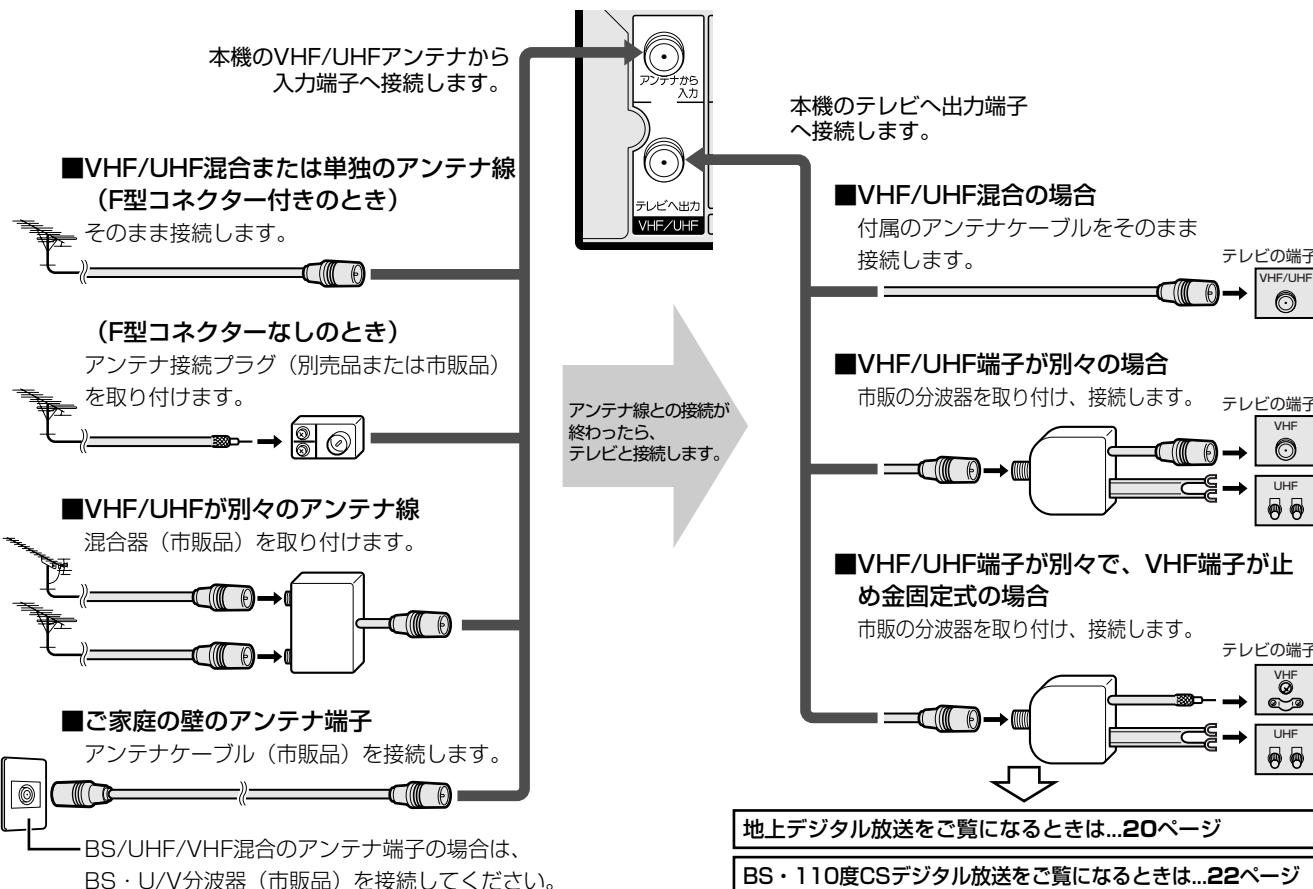 本機のVHF/UHFアンテナから
入力端子へ接続します。
アンテナから
入力
テレビへ出力
VHF/UHF
■VHF/UHF混合または単独のアンテナ線
（F型コネクター付きのとき）
そのまま接続します。
（F型コネクターなしのとき）
アンテナ接続プラグ（別売品または市販品）
を取り付けます。
■VHF/UHFが別々のアンテナ線
混合器（市販品）を取り付けます。
■ご家庭の壁のアンテナ端子
アンテナケーブル（市販品）を接続します。
BS/UHF/VHF混合のアンテナ端子の場合は、
BS・U/V分波器（市販品）を接続してください。
アンテナ線との接続が
終わったら、
テレビと接続します。
本機のテレビへ出力端子
へ接続します。
■VHF/UHF混合の場合
付属のアンテナケーブルをそのまま
接続します。
テレビの端子
VHF/UHF
■VHF/UHF端子が別々の場合
市販の分波器を取り付け、接続します。
テレビの端子
VHF
UHF
■VHF/UHF端子が別々で、VHF端子が止
め金固定式の場合
市販の分波器を取り付け、接続します。
テレビの端子
VHF
UHF
地上デジタル放送をご覧になるときは...20ページ
BS・110度CSデジタル放送をご覧になるときは...22ページ